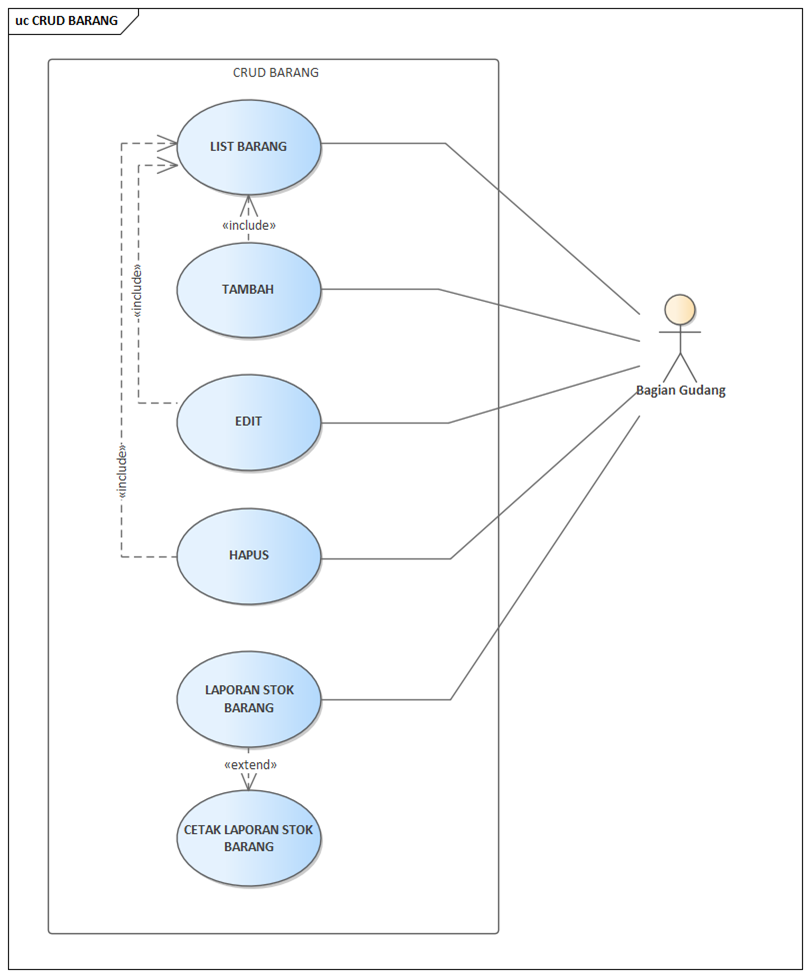 uc CRUD BARANG
CRUD BARANG
LIST BARANG
«include»
TAMBAH
«include»
EDIT
«include»
HAPUS
LAPORAN STOK
BARANG
«extend»
CETAK LAPORAN STOK
BARANG
Bagian Gudang